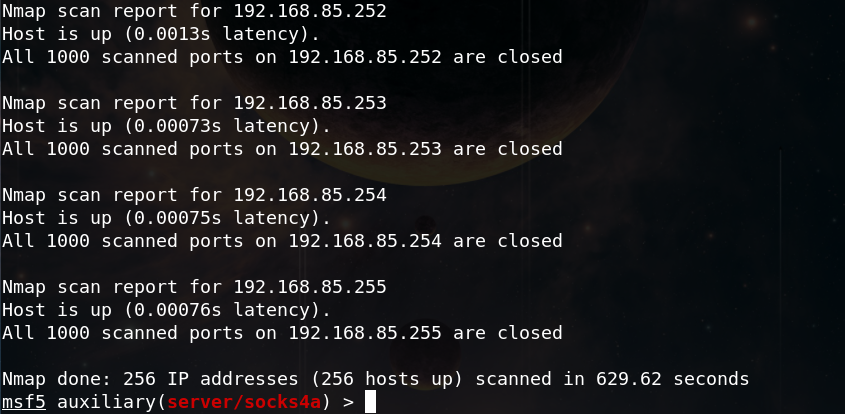 Nmap scan report for 192.168.85.252
Host is up (0.0013s latency).
All 1000 scanned ports on 192.168.85.252 are closed
Nmap scan report for 192.168.85.253
Host is up (0.00073s latency).
All 1000 scanned ports on 192.168.85.253 are closed
Nmap scan report for 192.168.85.254
Host is up (0.00075s latency).
All 1000 scanned ports on 192.168.85.254 are closed
Nmap scan report for 192.168.85.255
Host is up (0.00076s latency).
All 1000 scanned ports on 192.168.85.255 are closed
Nmap done: 256 IP addresses (256 hosts up) scanned in 629.62 seconds
msf5 auxiliary(server/socks4a) >